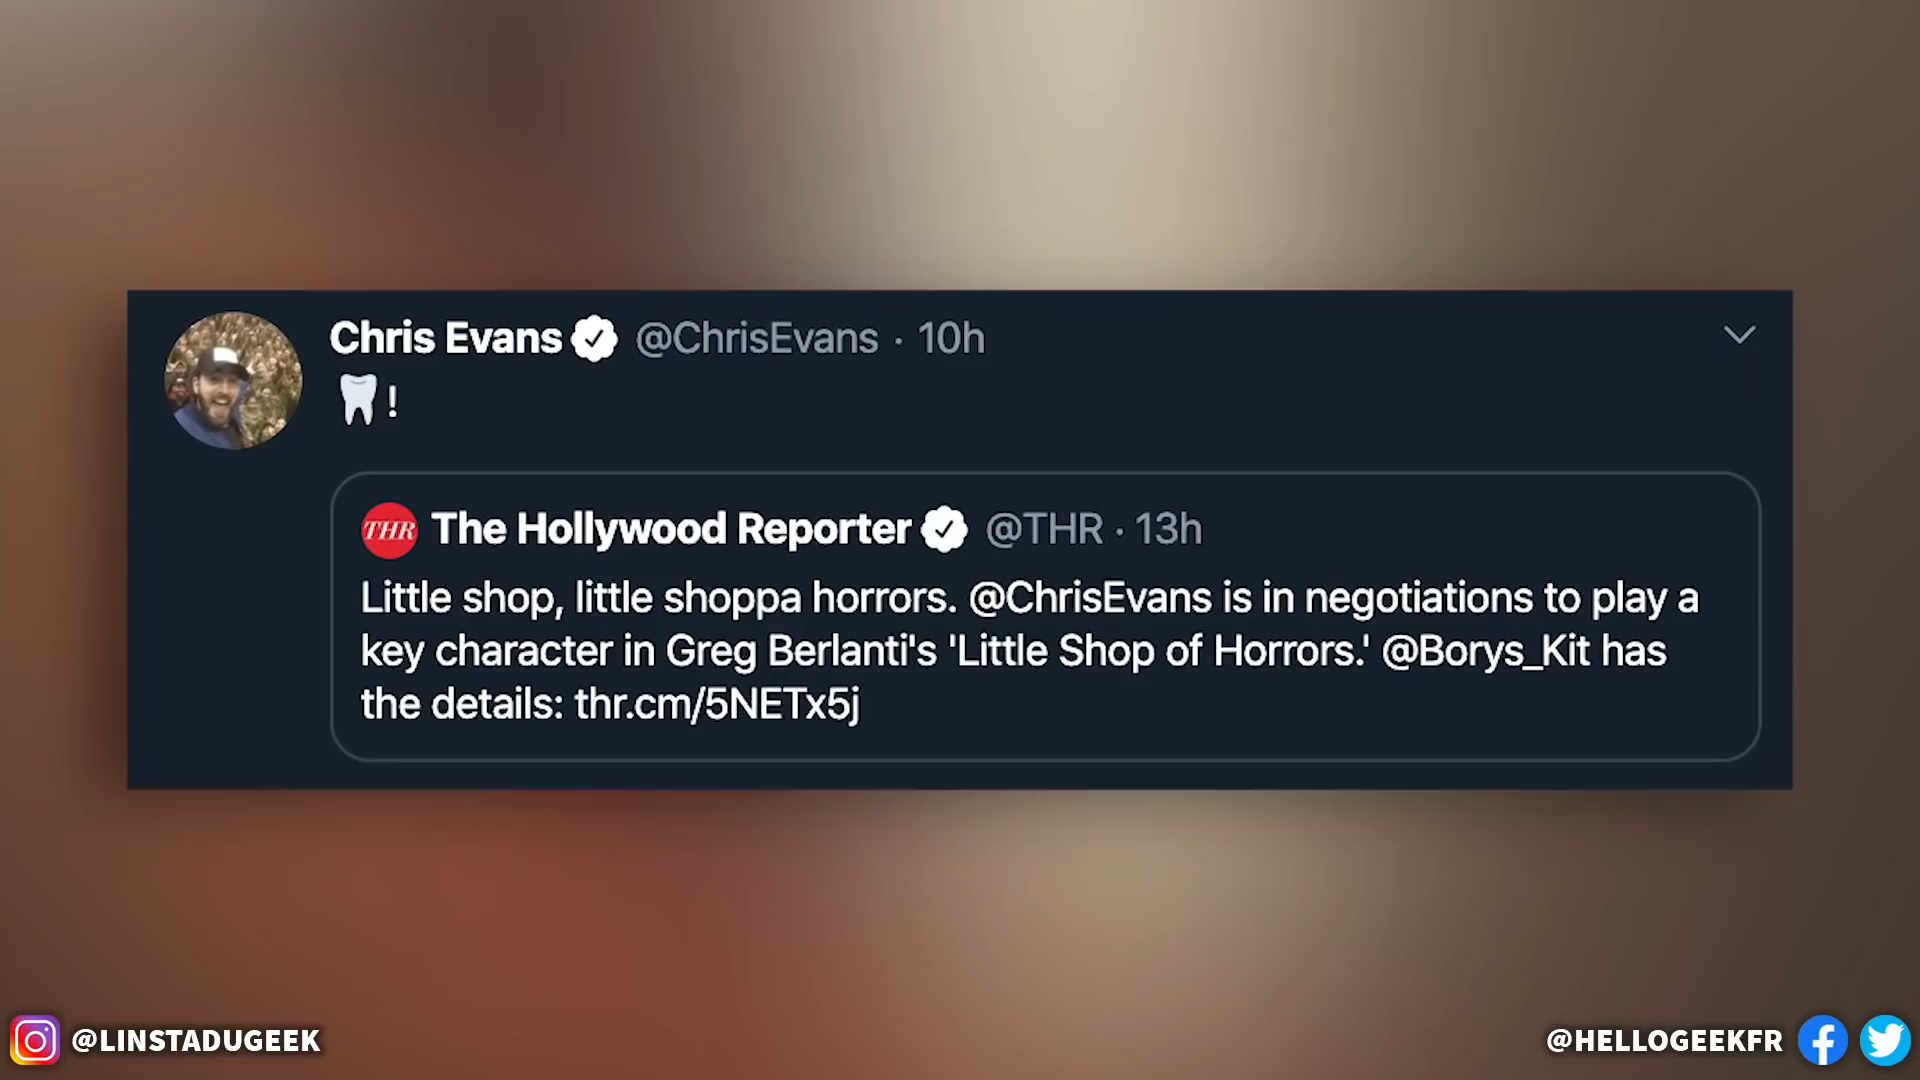 Chris Evans @ChrisEvans · 10h
🦷!
THR The Hollywood Reporter @THR · 13h
Little shop, little shoppa horrors. @ChrisEvans is in negotiations to play a
key character in Greg Berlanti's 'Little Shop of Horrors.' @Borys_Kit has
the details: thr.cm/5NETx5j
@LINSTADUGEEK
@HELLOGEEKFR